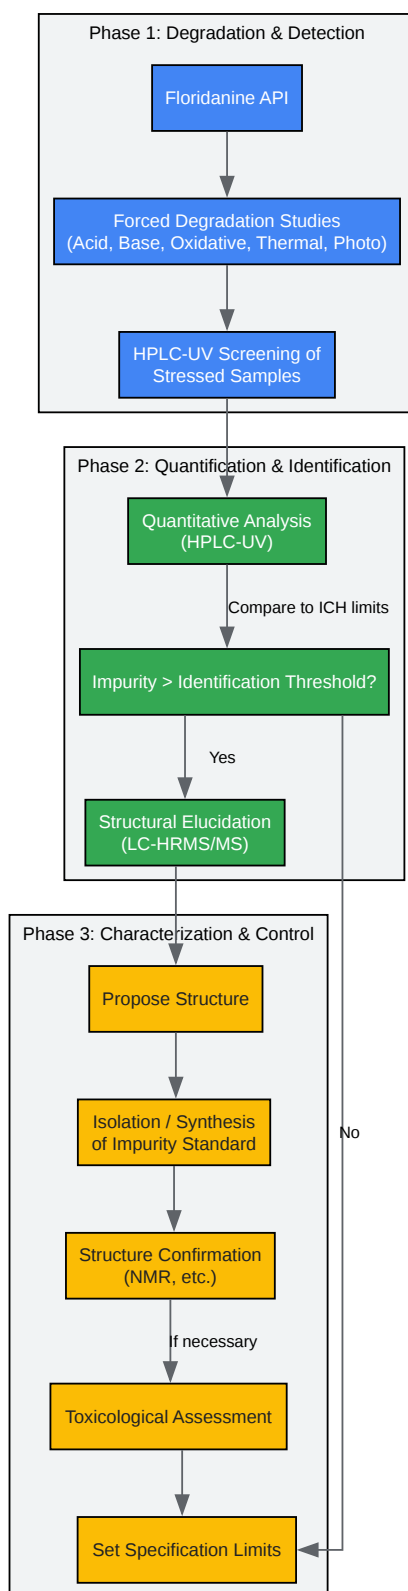 Phase 1: Degradation & Detection
Floridanine API
Forced Degradation Studies
(Acid, Base, Oxidative, Thermal, Photo)
HPLC-UV Screening of
Stressed Samples
Phase 2: Quantification & Identification
Quantitative Analysis
(HPLC-UV)
Compare to ICH limits
Impurity > Identification Threshold?
Yes
Structural Elucidation
(LC-HRMS/MS)
Phase 3: Characterization & Control
Propose Structure
Isolation / Synthesis
of Impurity Standard
No
Structure Confirmation
(NMR, etc.)
If necessary
Toxicological Assessment
Set Specification Limits